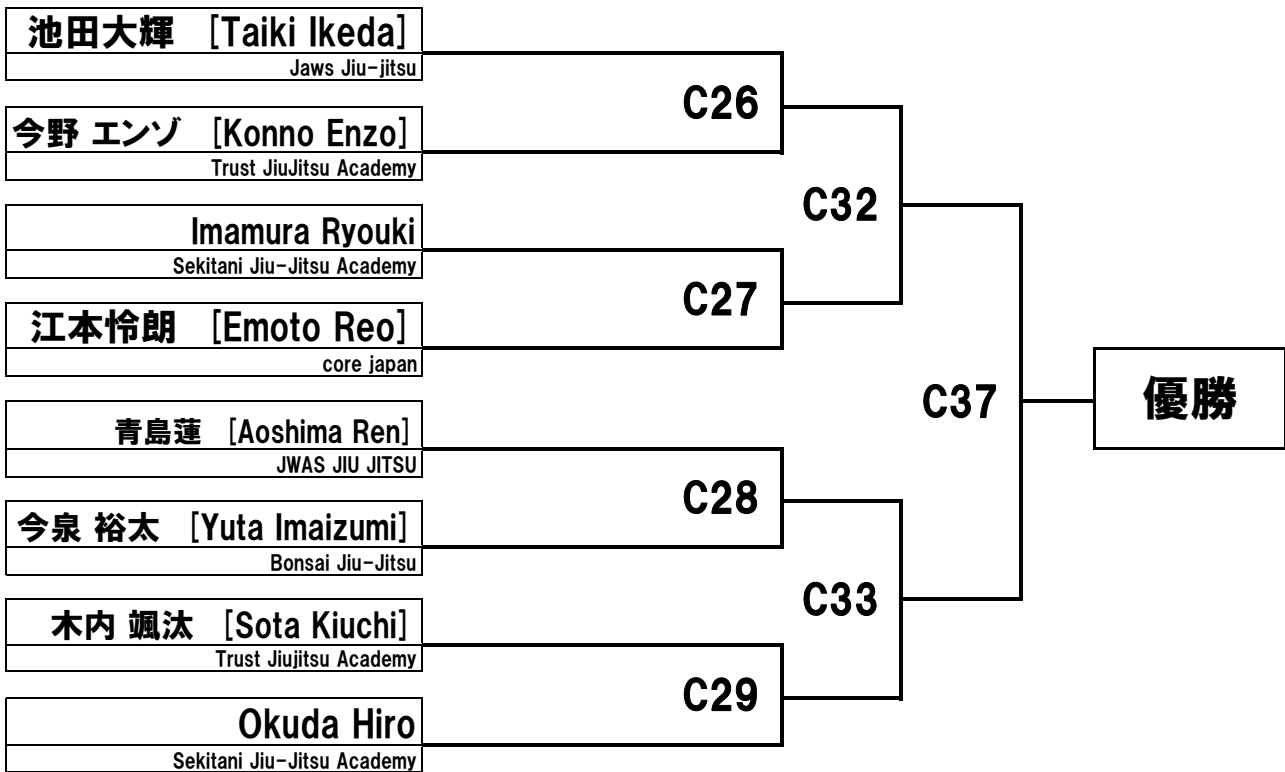 池田大輝　[Taiki Ikeda]
Jaws Jiu-jitsu
C26
今野 エンゾ　[Konno Enzo]
Trust JiuJitsu Academy
C32
Imamura Ryouki
Sekitani Jiu-Jitsu Academy
C27
江本怜朗　[Emoto Reo]
core japan
C37
優勝
青島蓮　[Aoshima Ren]
JWAS JIU JITSU
C28
今泉 裕太　[Yuta Imaizumi]
Bonsai Jiu-Jitsu
C33
木内 颯汰　[Sota Kiuchi]
Trust Jiujitsu Academy
C29
Okuda Hiro
Sekitani Jiu-Jitsu Academy